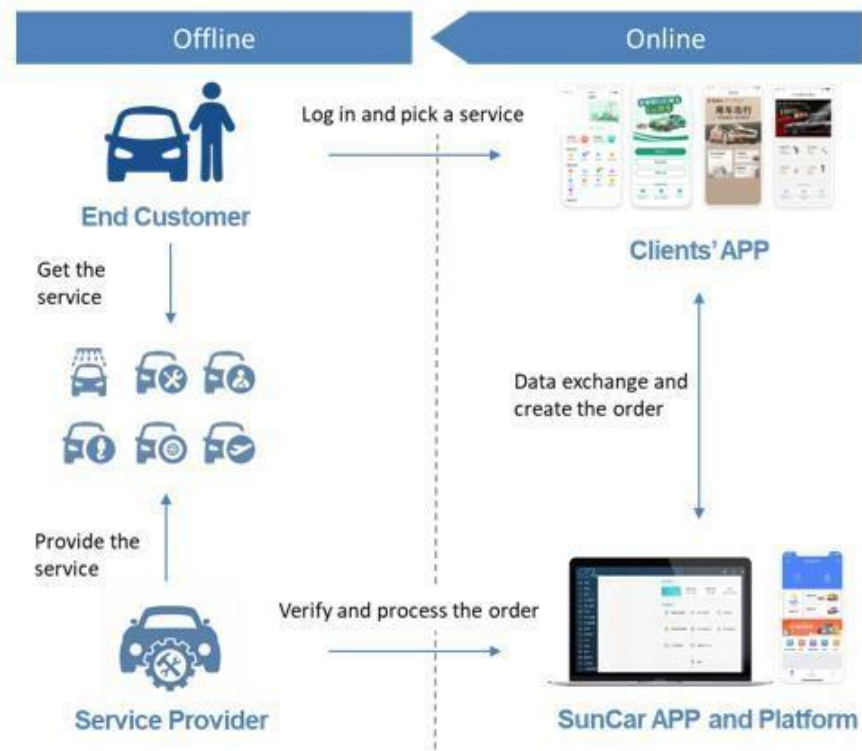 Offline
Online
Log in and pick a service
End Customer
Clients' APP
Get the
service
Data exchange and
create the order
Provide the
service
Verify and process the order
Service Provider
SunCar APP and Platform